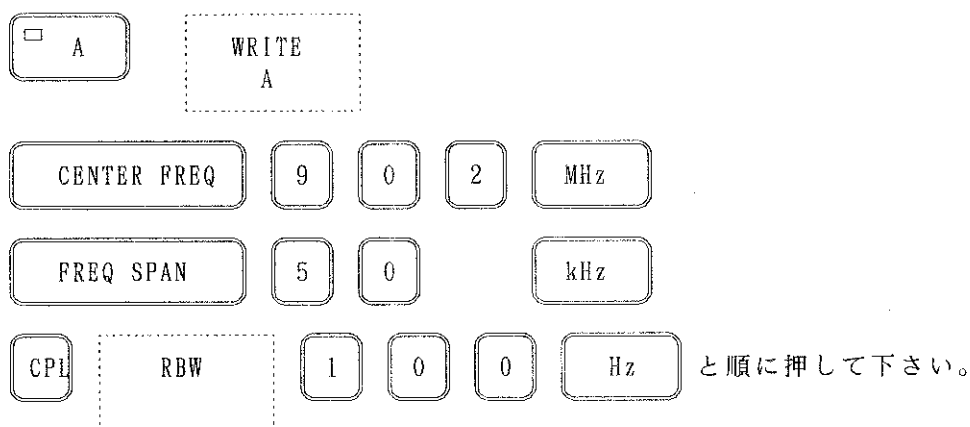 A WRITE
A
CENTER FREQ 9 0 2 MHz
FREQ SPAN 5 0 kHz
CPL RBW 1 0 0 Hz と順に押して下さい。